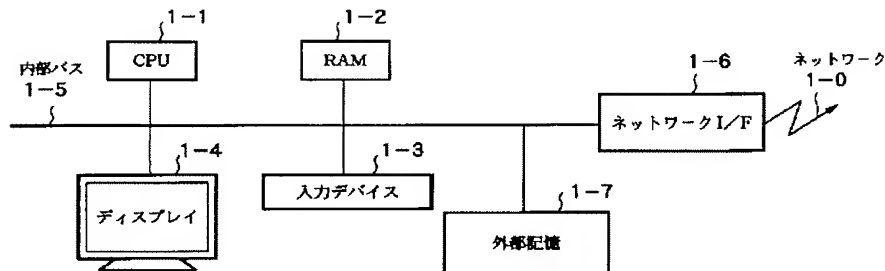 1-1
CPU
1-2
RAM
内部バス
1-5
1-6
ネットワークI/F
ネットワーク
1-0
1-4
ディスプレイ
1-3
入力デバイス
1-7
外部記憶